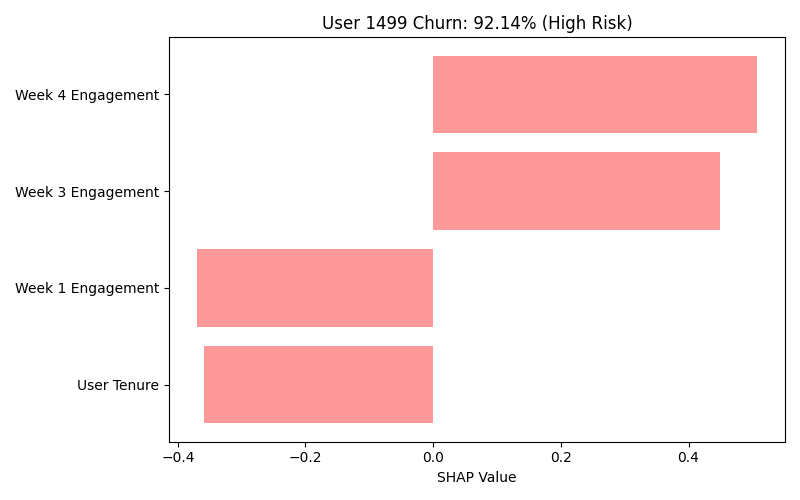 User 1499 Churn: 92.14% (High Risk)
Week 4 Engagement
Week 3 Engagement
Week 1 Engagement
User Tenure
−0.4 −0.2 0.0 0.2 0.4
SHAP Value